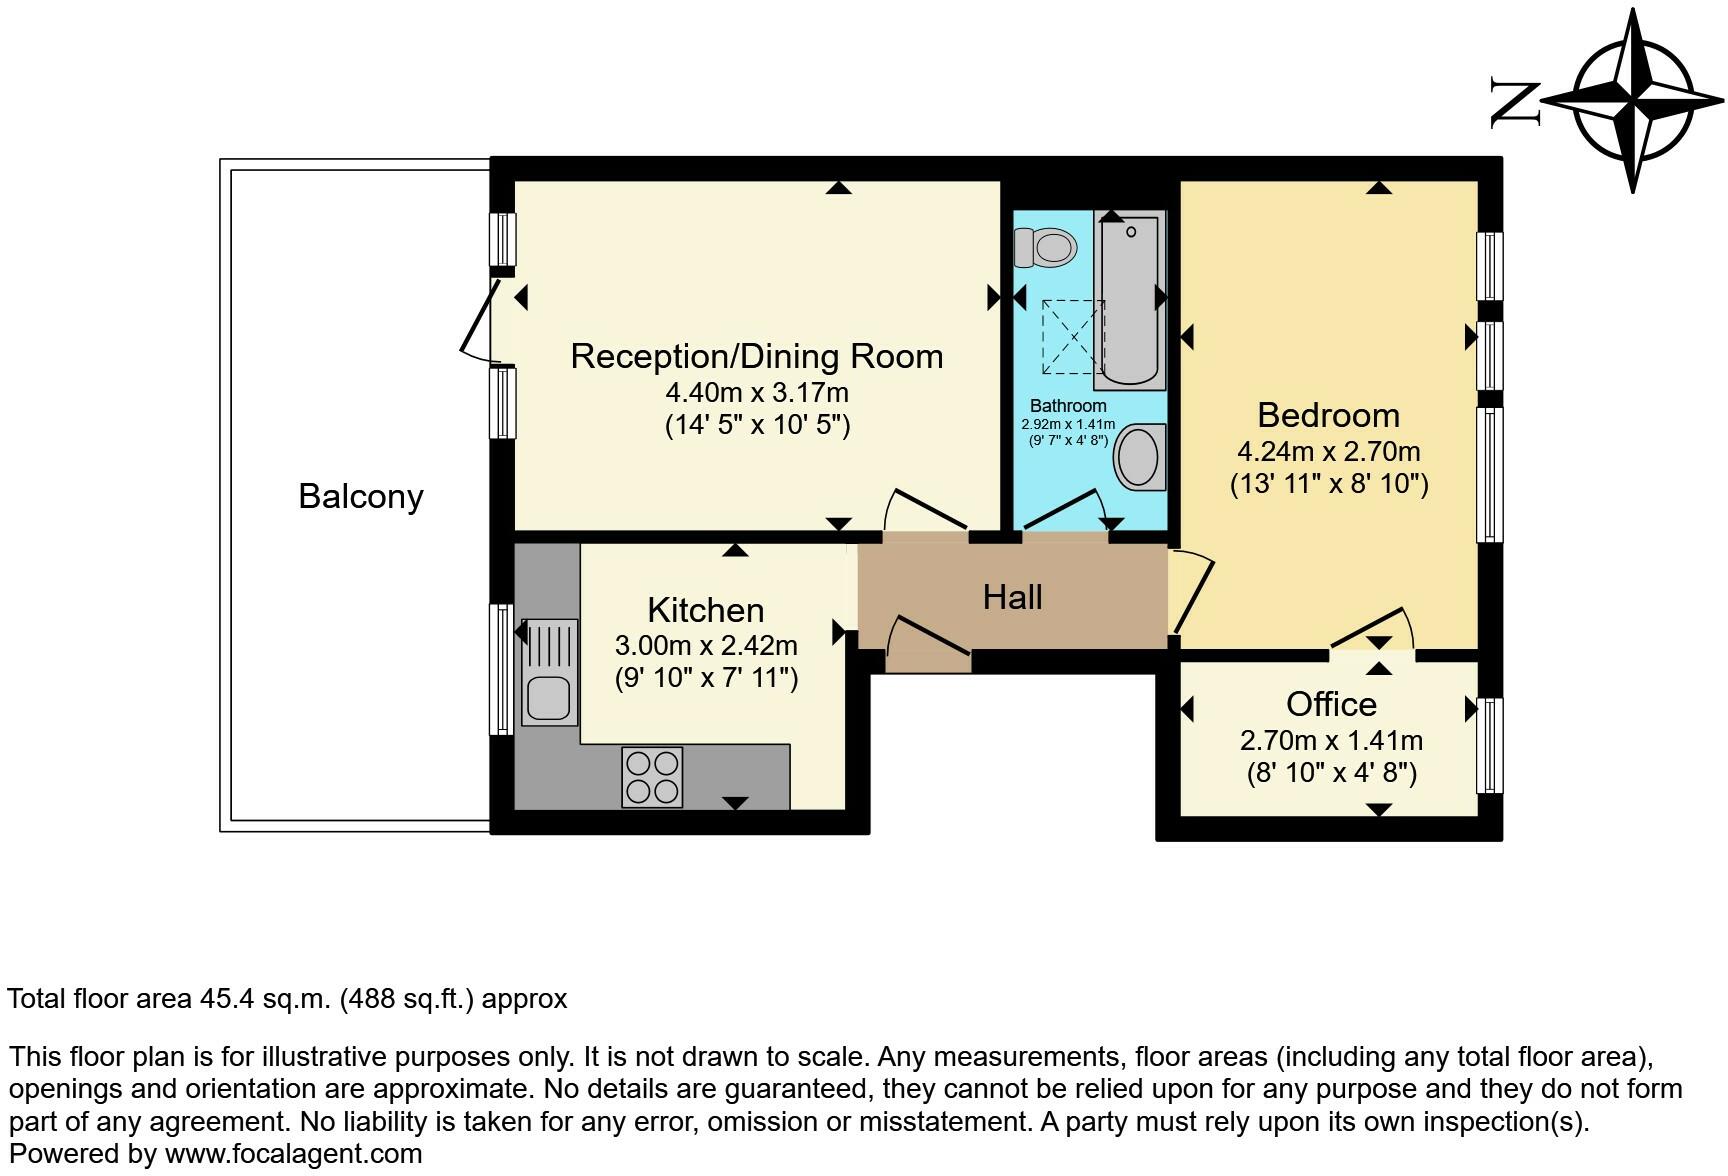 N
Reception/Dining Room
4.40m x 3.17m
(14' 5" x 10' 5")
Bathroom
2.92m x 1.41m
(9' 7" x 4' 8")
Bedroom
4.24m x 2.70m
(13' 11" x 8' 10")
Balcony
Kitchen
3.00m x 2.42m
(9' 10" x 7' 11")
Hall
Office
2.70m x 1.41m
(8' 10" x 4' 8")
Total floor area 45.4 sq.m. (488 sq.ft.) approx
This floor plan is for illustrative purposes only. It is not drawn to scale. Any measurements, floor areas (including any total floor area),
openings and orientation are approximate. No details are guaranteed, they cannot be relied upon for any purpose and they do not form
part of any agreement. No liability is taken for any error, omission or misstatement. A party must rely upon its own inspection(s).
Powered by www.focalagent.com